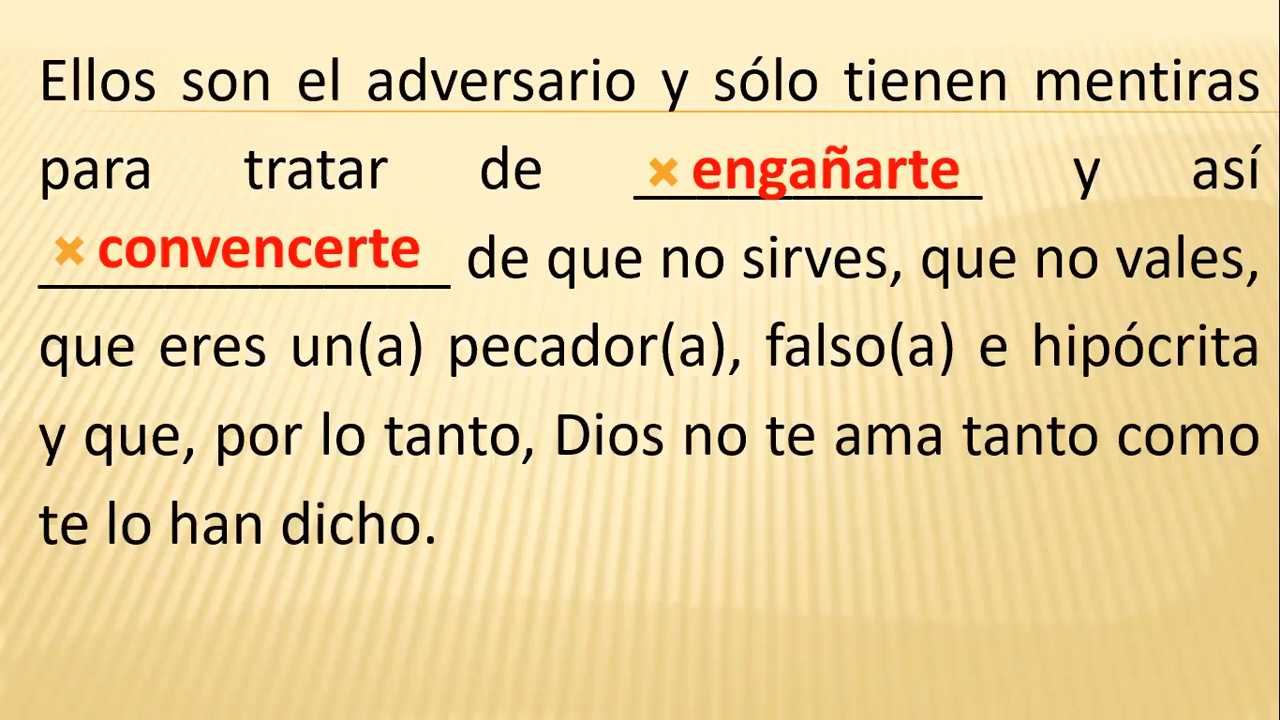 Ellos son el adversario y sólo tienen mentiras
para tratar de engañarte y así
convencerte de que no sirves, que no vales,
que eres un(a) pecador(a), falso(a) e hipócrita
y que, por lo tanto, Dios no te ama tanto como
te lo han dicho.